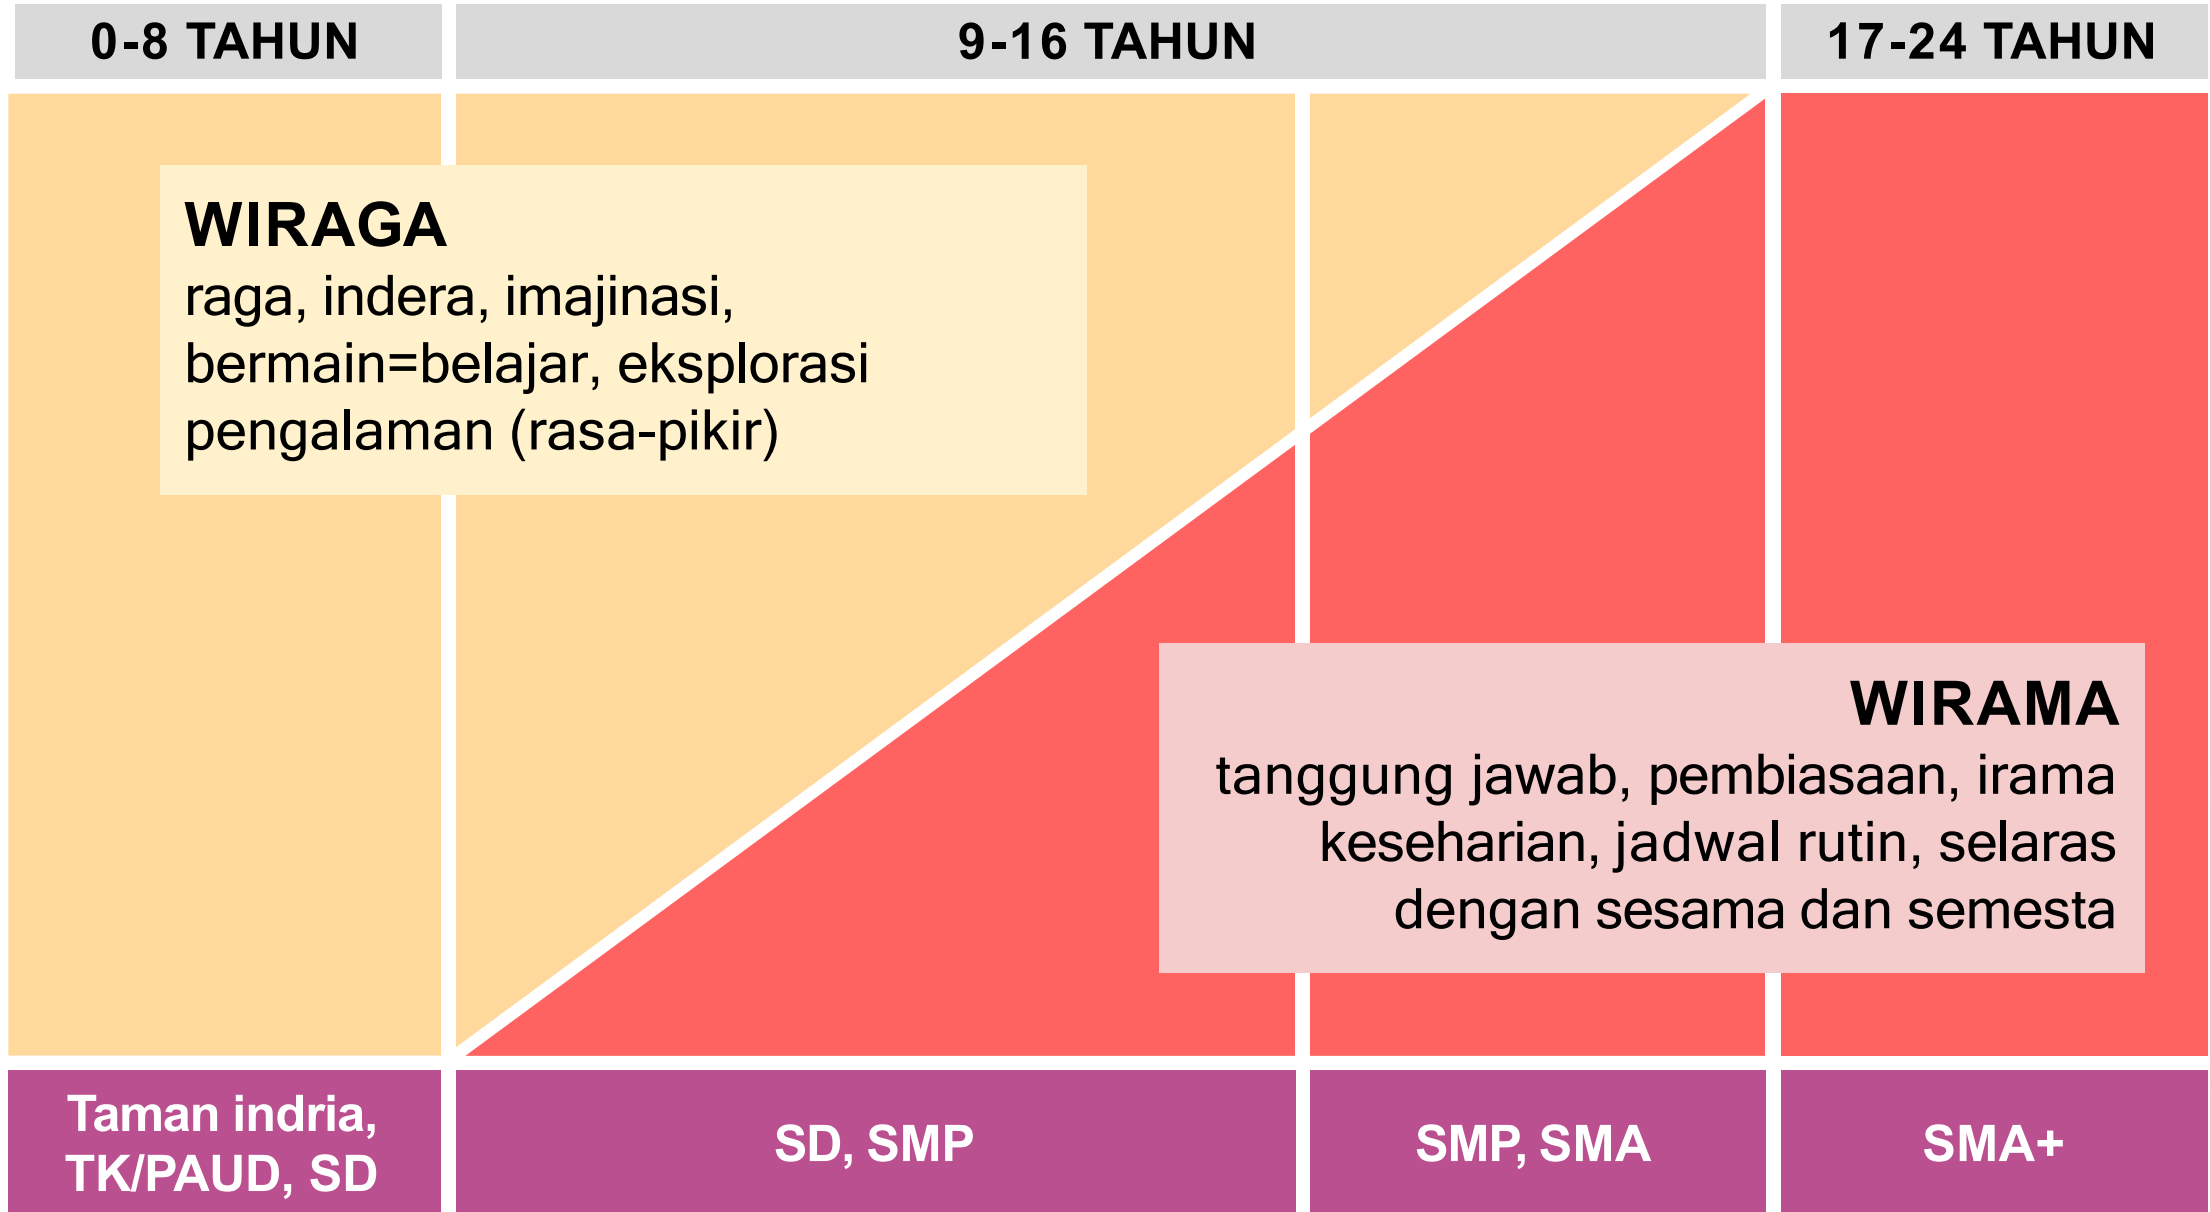 0-8 TAHUN
9-16 TAHUN
17-24 TAHUN
WIRAGA
raga, indera, imajinasi,
bermain=belajar, eksplorasi
pengalaman (rasa-pikir)
WIRAMA
tanggung jawab, pembiasaan, irama
keseharian, jadwal rutin, selaras
dengan sesama dan semesta
Taman indria,
TK/PAUD, SD
SD, SMP
SMP, SMA
SMA+